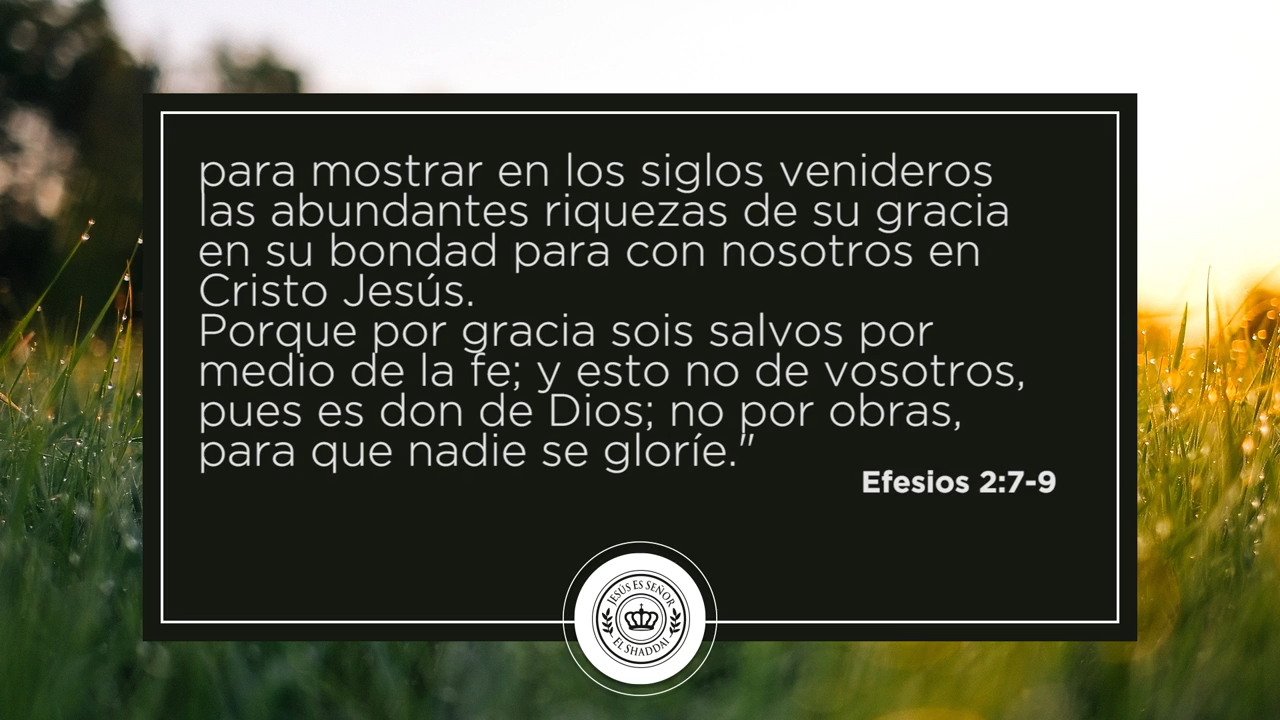 para mostrar en los siglos venideros
las abundantes riquezas de su gracia
en su bondad para con nosotros en
Cristo Jesús.
Porque por gracia sois salvos por
medio de la fe; y esto no de vosotros,
pues es don de Dios; no por obras,
para que nadie se gloríe."
Efesios 2:7-9
JESÚS ES SEÑOR
EL SHADDAI